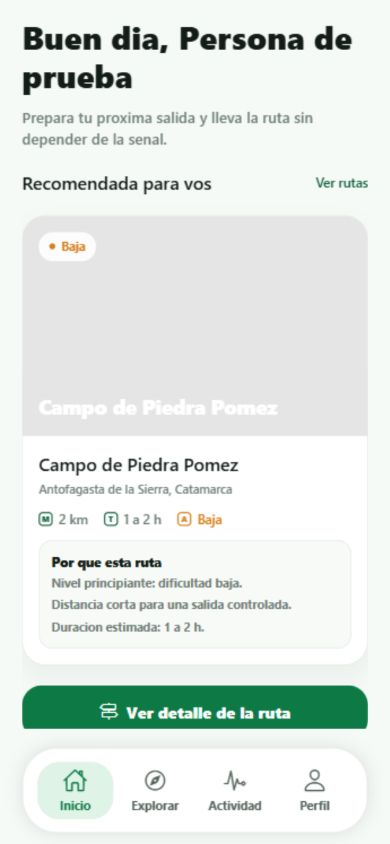 Buen dia, Persona de
prueba
Prepara tu proxima salida y lleva la ruta sin
depender de la senal.
Recomendada para vos
Ver rutas
Baja
Campo de Piedra Pomez
Campo de Piedra Pomez
Antofagasta de la Sierra, Catamarca
M 2 km T 1 a 2 h A Baja
Por que esta ruta
Nivel principiante: dificultad baja.
Distancia corta para una salida controlada.
Duracion estimada: 1 a 2 h.
Ver detalle de la ruta
Inicio Explorar Actividad Perfil